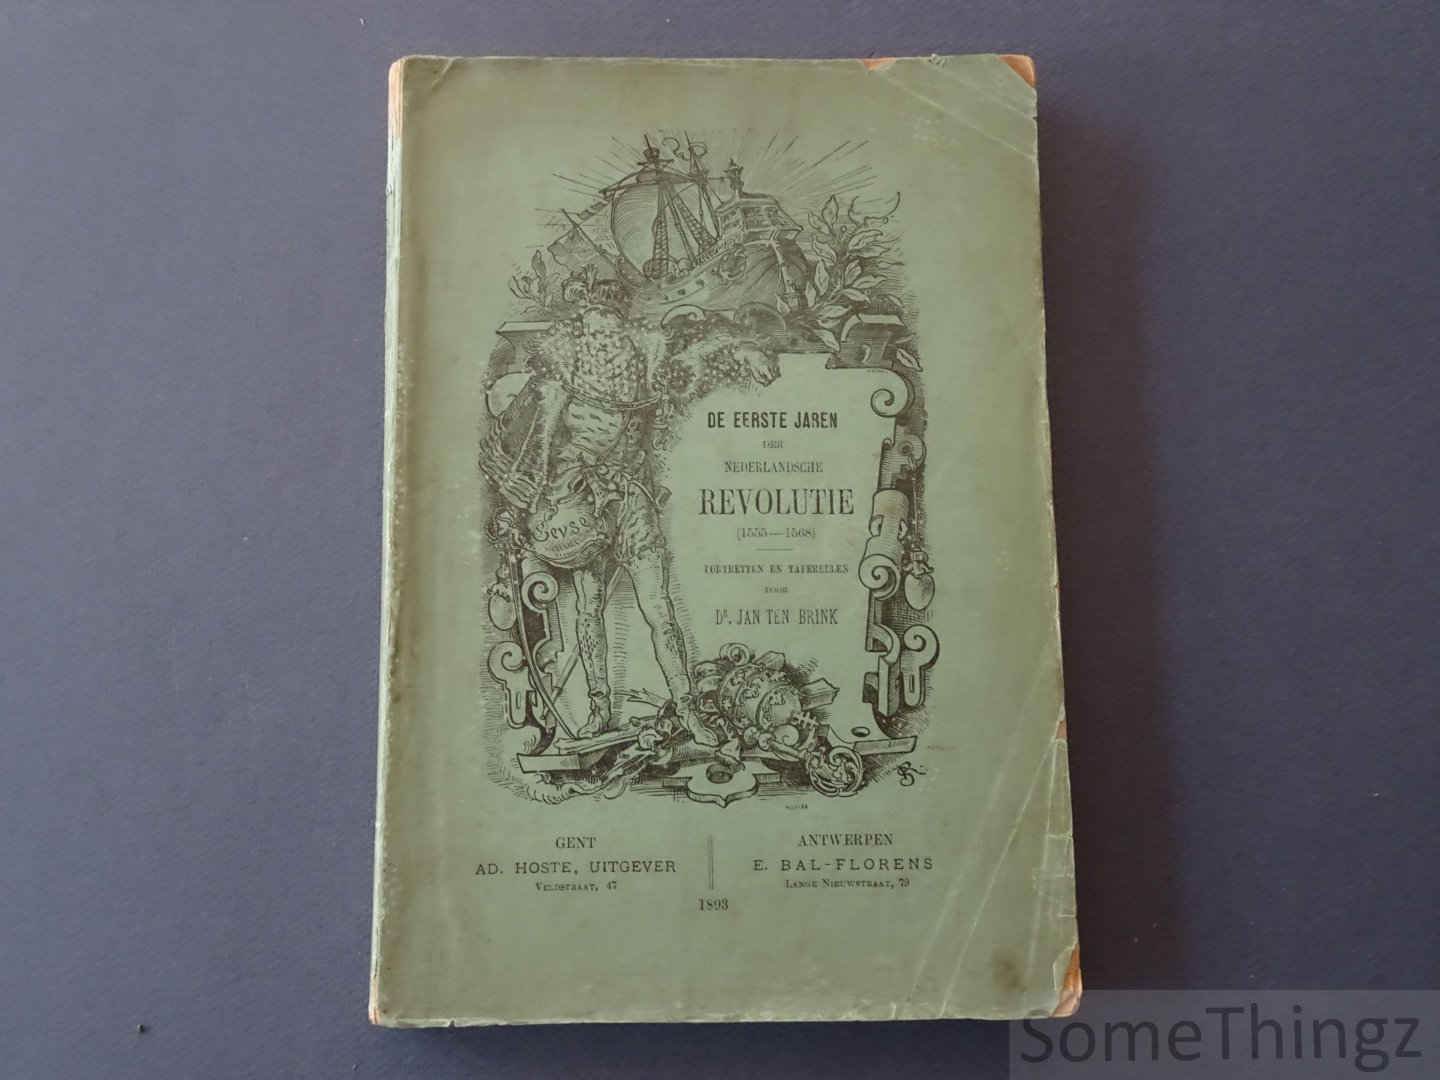 DE EERSTE JAREN
DER
NEDERLANDSCHE
REVOLUTIE
(1555—1568)
PORTRETTEN EN TAFEREELEN
DOOR
DR. JAN TEN BRINK
GENT
AD. HOSTE, UITGEVER
VELDSTRAAT, 47
ANTWERPEN
E. BAL-FLORENS
LANGE NIEUWSTRAAT, 79
1893
SomeThingz